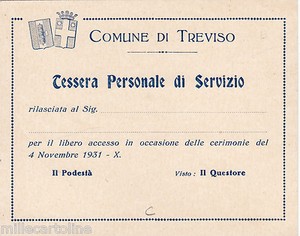 COMUNE DI TREVISO
Tessera Personale di Servizio
rilasciata al Sig.
per il libero accesso in occasione delle cerimonie del
4 Novembre 1931 - X.
Il Podestà Visto: Il Questore
C
millecartoline